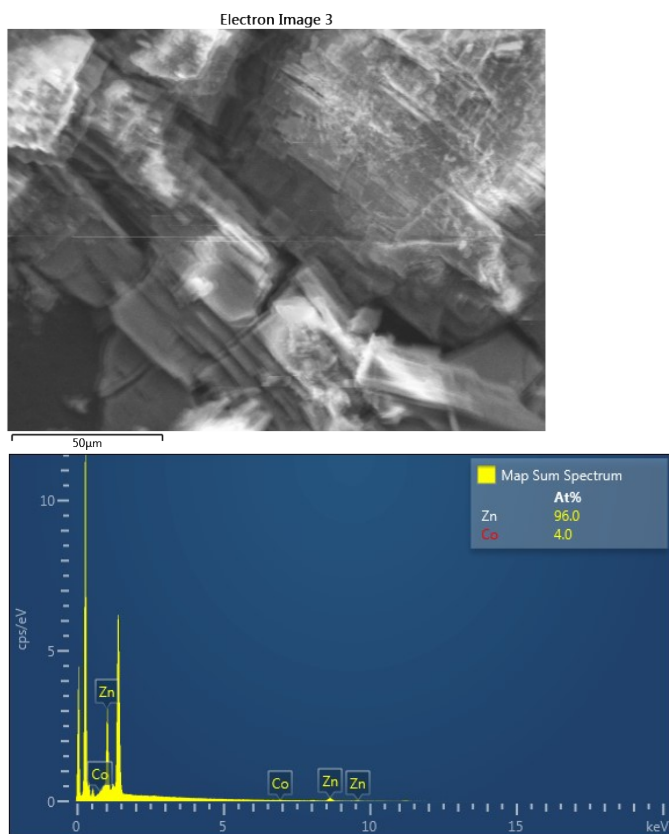 Electron Image 3
50μm
Map Sum Spectrum
At%
Zn 96.0
Co 4.0
10
cps/eV
5
Zn
Co
Co Zn Zn
0
0 5 10 15 keV